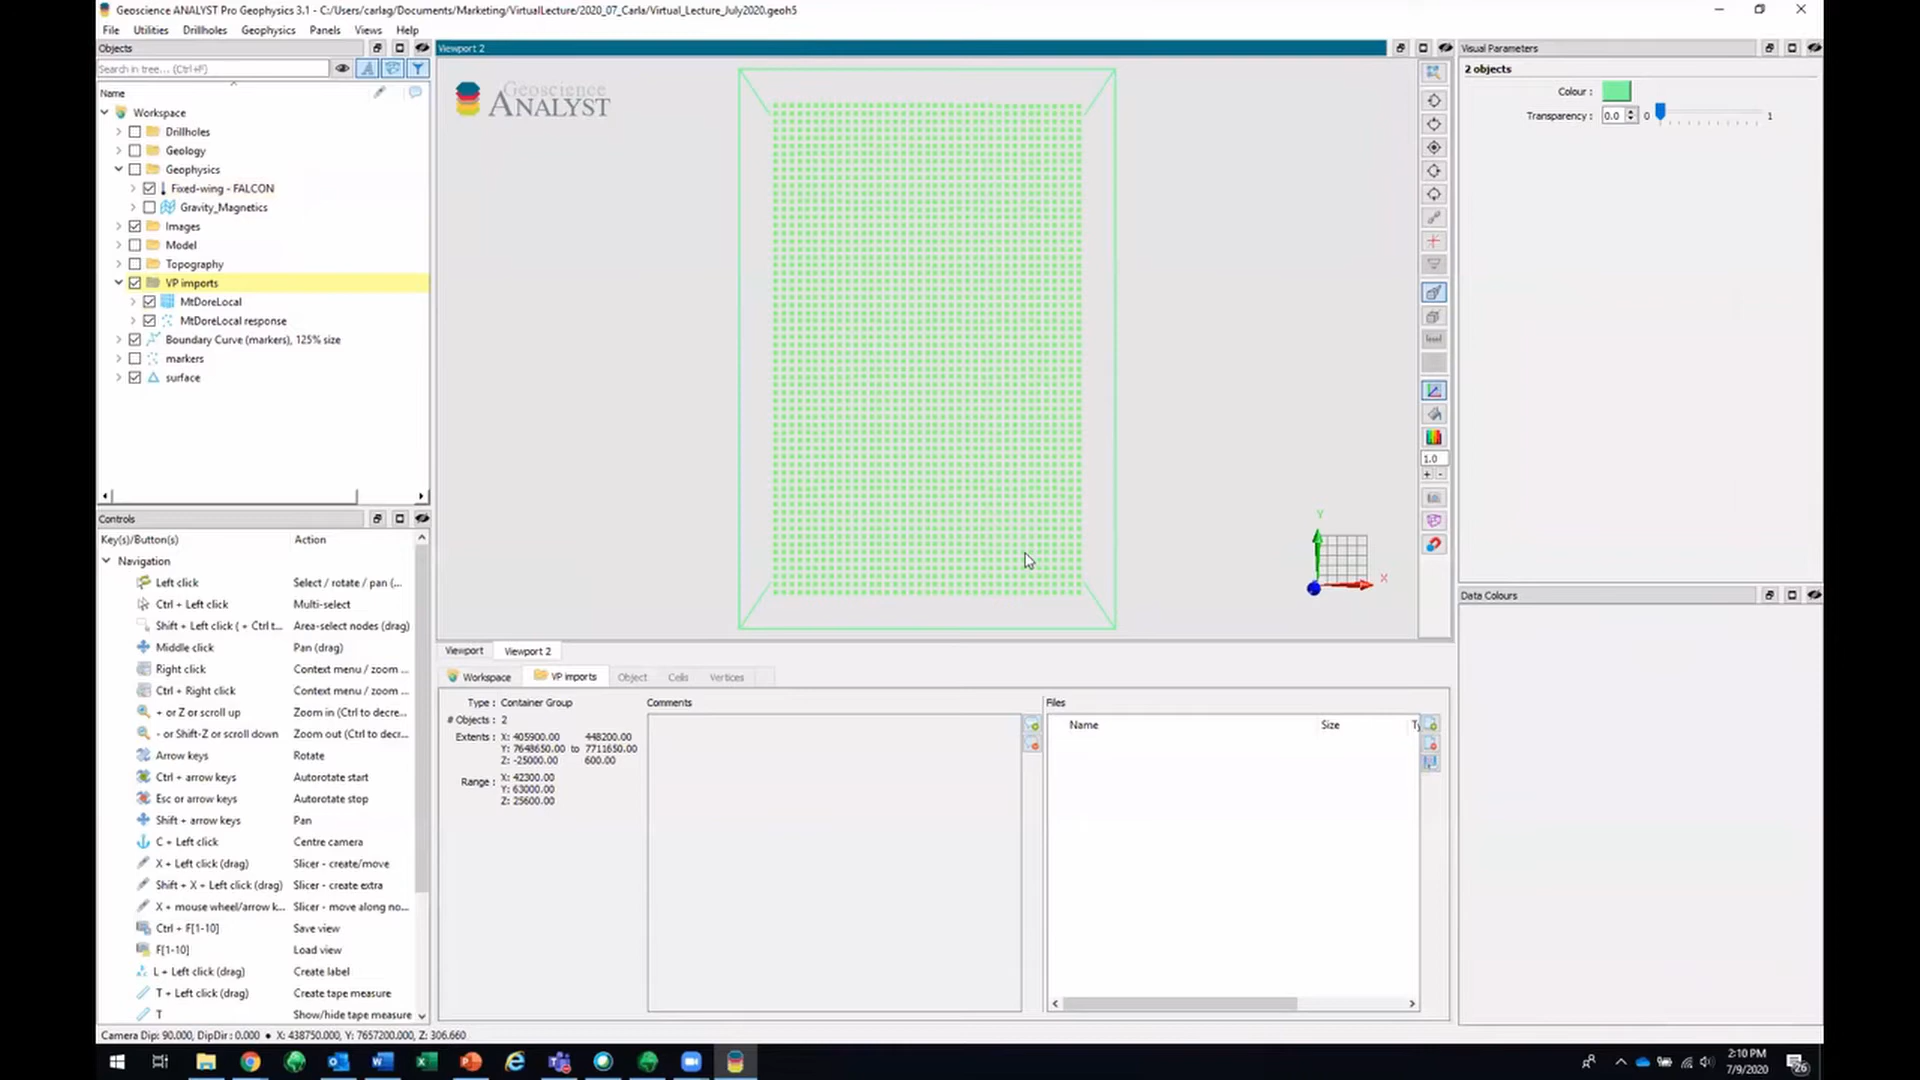 Geoscience ANALYST Pro Geophysics 3.1 - C:/Users/carlag/Documents/Marketing/VirtualLecture/2020_07_Carla/Virtual_Lecture_July2020.geoh5
File Utilities Drillholes Geophysics Panels Views Help
Objects
Search in tree... (Ctrl+F)
Name
Workspace
Drillholes
Geology
Geophysics
Fixed-wing - FALCON
Gravity_Magnetics
Images
Model
Topography
VP imports
MtDoreLocal
MtDoreLocal response
Boundary Curve (markers), 125% size
markers
surface
Controls
Key(s)/Button(s) Action
Navigation
Left click Select / rotate / pan (...
Ctrl + Left click Multi-select
Shift + Left click ( + Ctrl t... Area-select nodes (drag)
Middle click Pan (drag)
Right click Context menu / zoom ...
Ctrl + Right click Context menu / zoom ...
+ or Z or scroll up Zoom in (Ctrl to decre...
- or Shift-Z or scroll down Zoom out (Ctrl to decr...
Arrow keys Rotate
Ctrl + arrow keys Autorotate start
Esc or arrow keys Autorotate stop
Shift + arrow keys Pan
C + Left click Centre camera
X + Left click (drag) Slicer - create/move
Shift + X + Left click (drag) Slicer - create extra
X + mouse wheel/arrow k... Slicer - move along no...
Ctrl + F[1-10] Save view
F[1-10] Load view
L + Left click (drag) Create label
T + Left click (drag) Create tape measure
T Show/hide tape measure
Camera Dip: 90.000, DipDir : 0.000 • X: 438750.000, Y: 7657200.000, Z: 306.660
Viewport 2
Geoscience
ANALYST
Y
X
1.0
+ -
Viewport Viewport 2
Workspace VP imports Object Cells Vertices
Type : Container Group
# Objects : 2
Extents : X: 405900.00 448200.00
Y: 7648650.00 to 7711650.00
Z: -25000.00 600.00
Range : X: 42300.00
Y: 63000.00
Z: 25600.00
Comments
Files
Name Size Ty
Visual Parameters
2 objects
Colour :
Transparency : 0.0 0 1
Data Colours
2:10 PM
7/9/2020
26